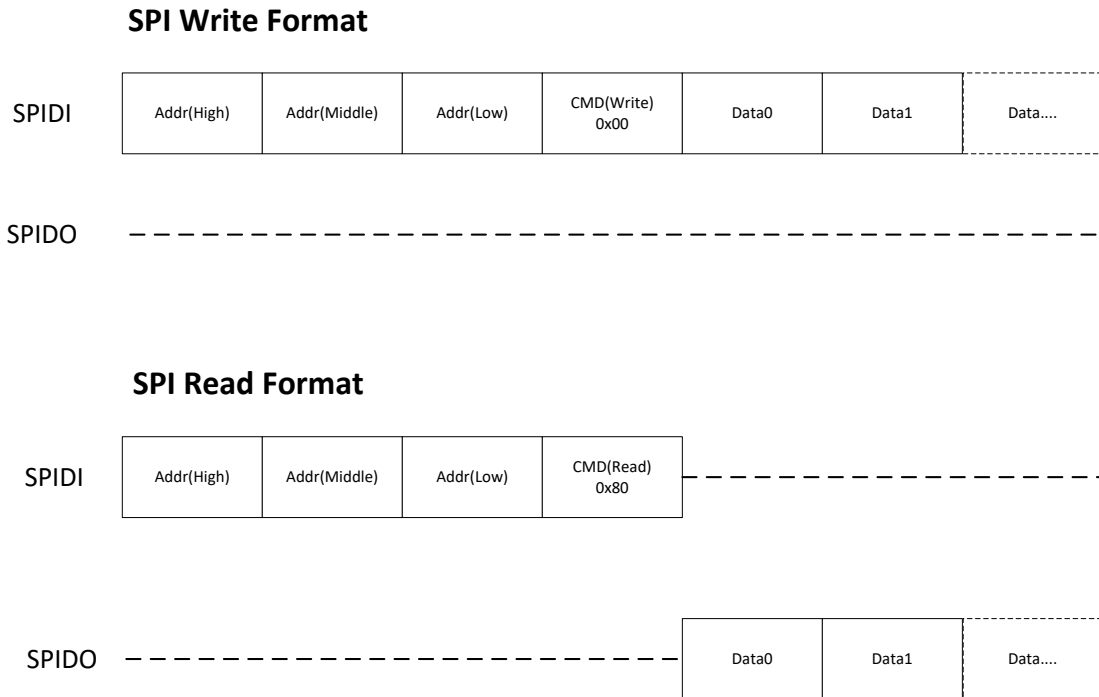 SPI Write Format
SPIDI
Addr(High)
Addr(Middle)
Addr(Low)
CMD(Write)
0x00
Data0
Data1
Data....
SPIDO
SPI Read Format
SPIDI
Addr(High)
Addr(Middle)
Addr(Low)
CMD(Read)
0x80
SPIDO
Data0
Data1
Data....